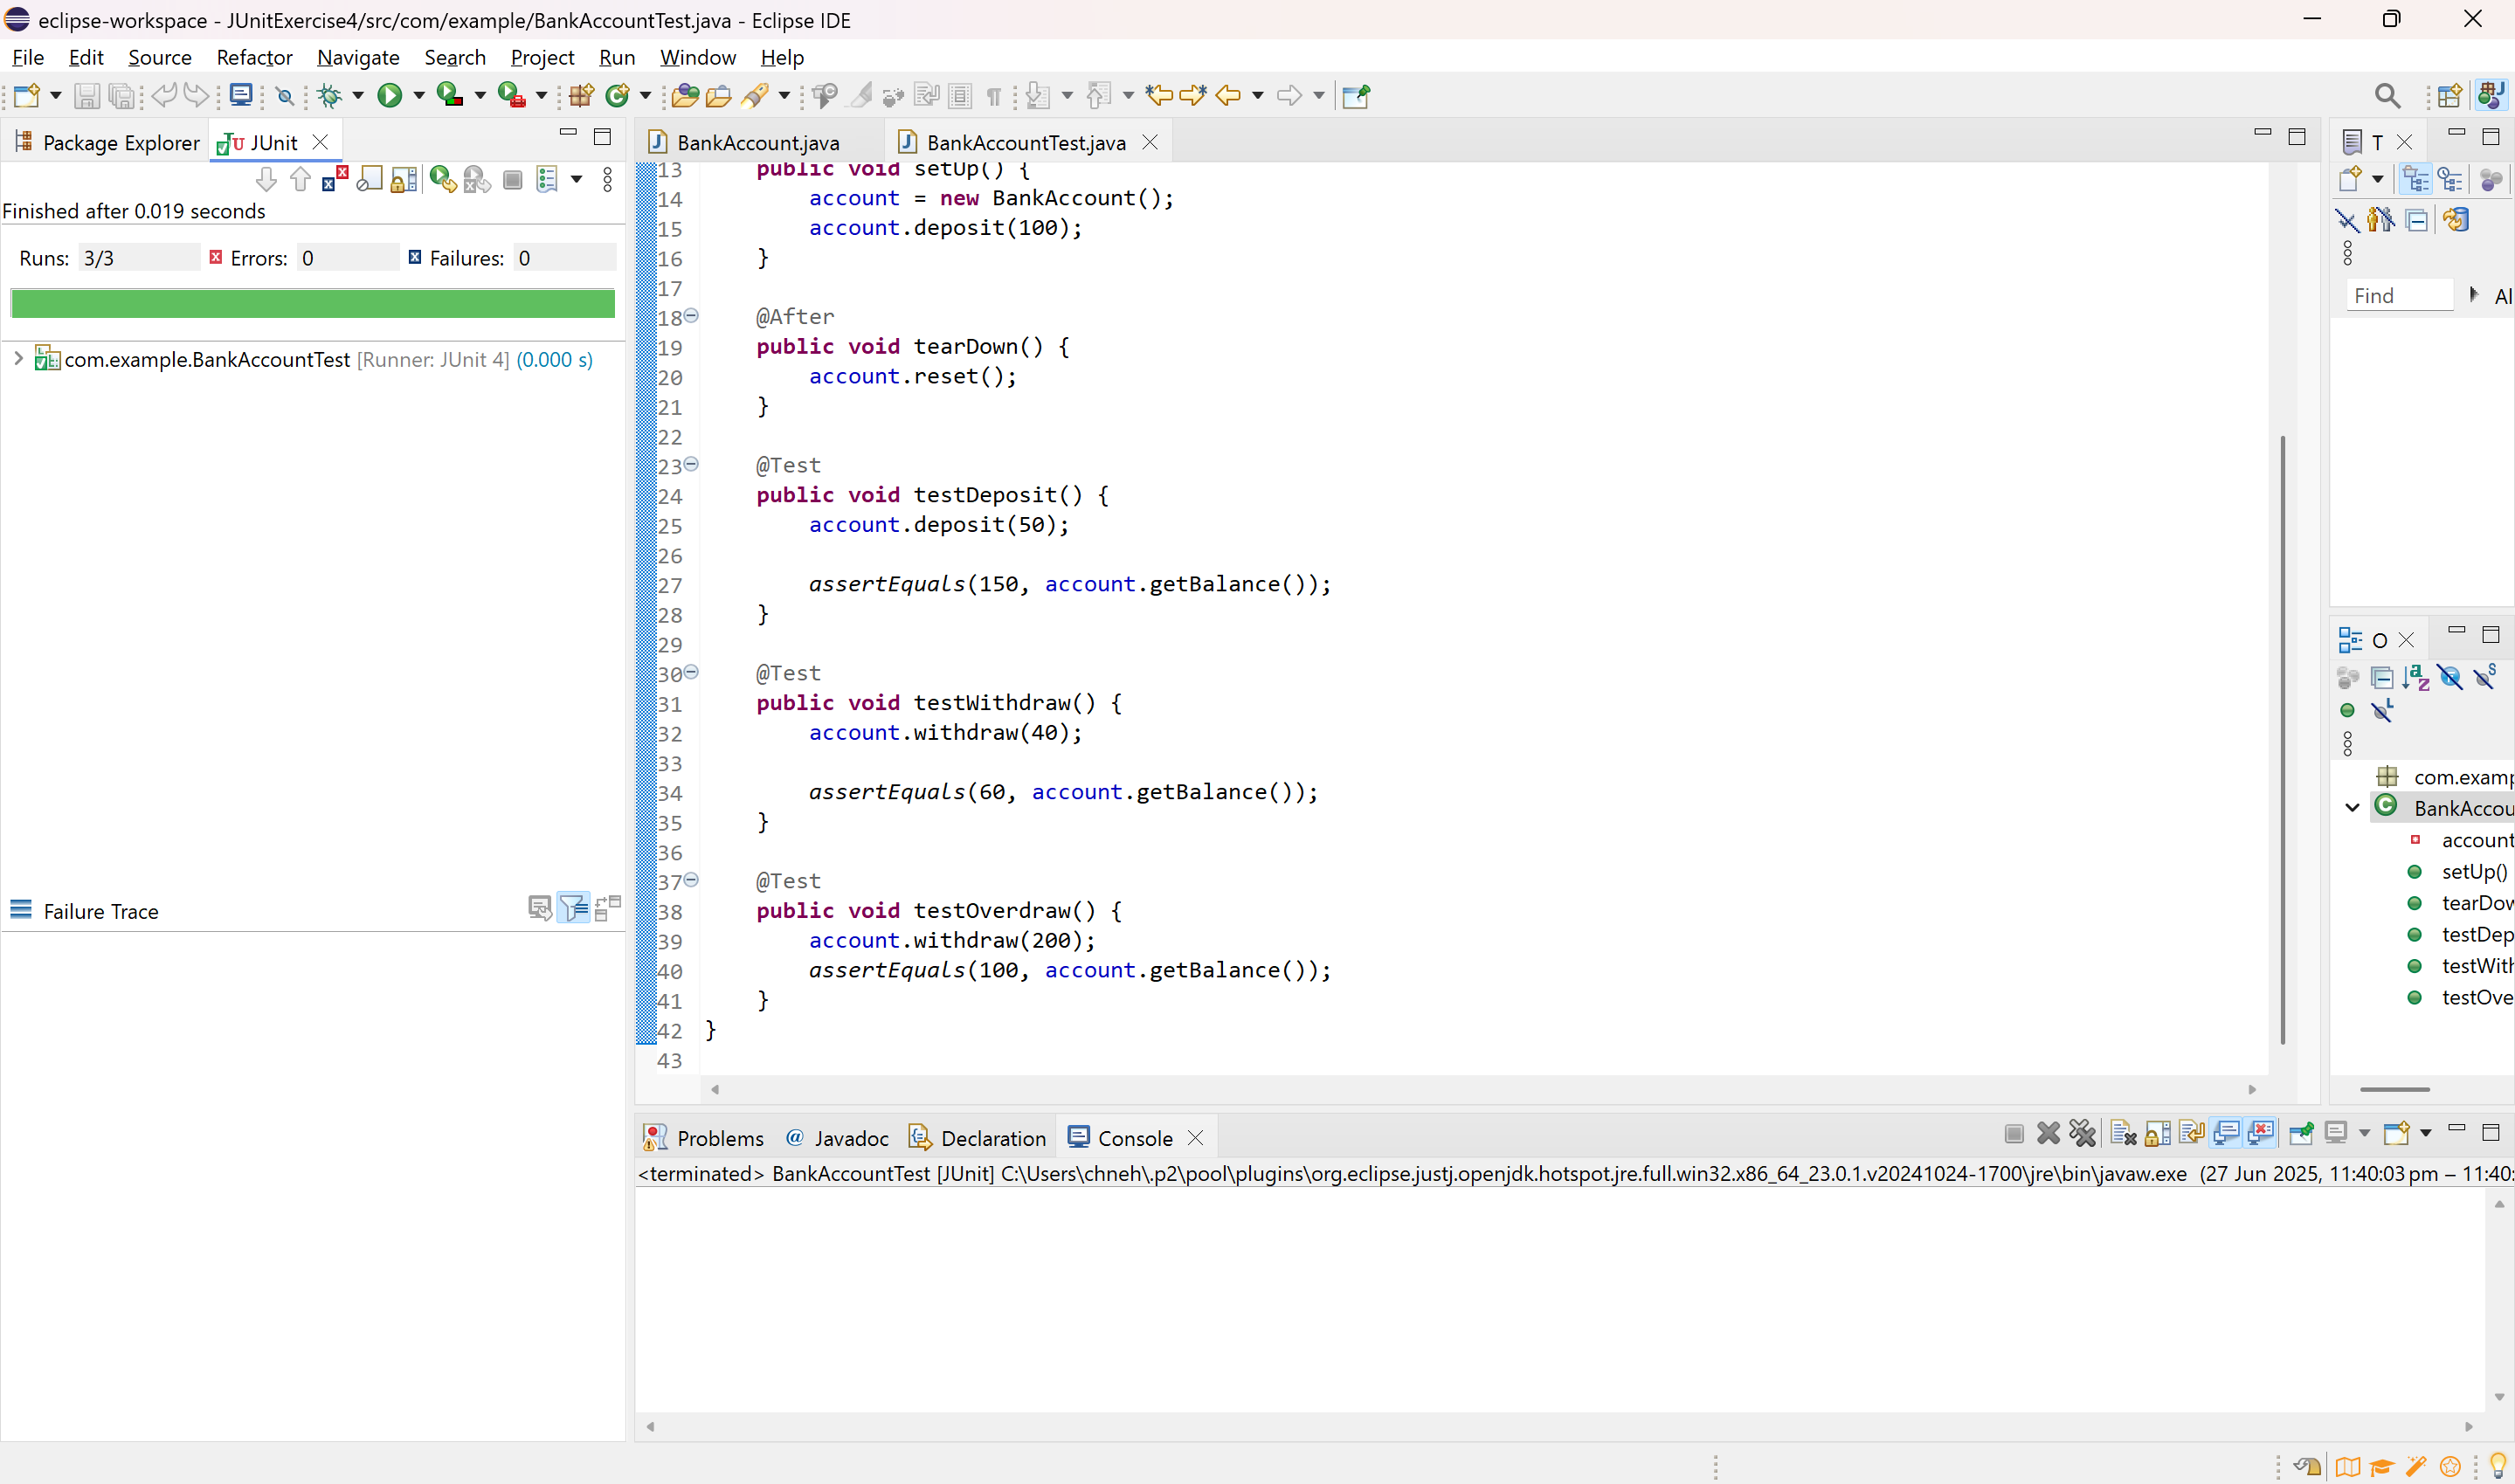 eclipse-workspace - JUnitExercise4/src/com/example/BankAccountTest.java - Eclipse IDE
File Edit Source Refactor Navigate Search Project Run Window Help
Package Explorer JUnit
Finished after 0.019 seconds
Runs: 3/3 Errors: 0 Failures: 0
com.example.BankAccountTest [Runner: JUnit 4] (0.000 s)
Failure Trace
BankAccount.java BankAccountTest.java
13 public void setUp() {
14 account = new BankAccount();
15 account.deposit(100);
16 }
17
18 @After
19 public void tearDown() {
20 account.reset();
21 }
22
23 @Test
24 public void testDeposit() {
25 account.deposit(50);
26
27 assertEquals(150, account.getBalance());
28 }
29
30 @Test
31 public void testWithdraw() {
32 account.withdraw(40);
33
34 assertEquals(60, account.getBalance());
35 }
36
37 @Test
38 public void testOverdraw() {
39 account.withdraw(200);
40 assertEquals(100, account.getBalance());
41 }
42 }
43
T
Find Al
O
com.examp
BankAccou
account
setUp()
tearDow
testDep
testWith
testOve
Problems Javadoc Declaration Console
<terminated> BankAccountTest [JUnit] C:\Users\chneh\.p2\pool\plugins\org.eclipse.justj.openjdk.hotspot.jre.full.win32.x86_64_23.0.1.v20241024-1700\jre\bin\javaw.exe (27 Jun 2025, 11:40:03 pm – 11:40: